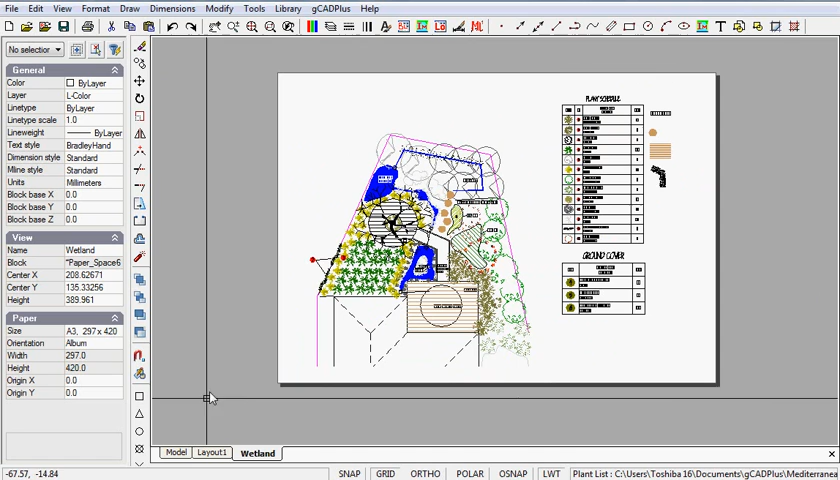 File Edit View Format Draw Dimensions Modify Tools Library gCADPlus Help
No selection
General
Color ByLayer
Layer L-Color
Linetype ByLayer
Linetype scale 1.0
Lineweight ByLayer
Text style BradleyHand
Dimension style Standard
Mline style Standard
Units Millimeters
Block base X 0.0
Block base Y 0.0
Block base Z 0.0
View
Name Wetland
Block "Paper_Space6
Center X 208.62671
Center Y 135.33256
Height 389.961
Paper
Size A3, 297 x 420
Orientation Album
Width 297.0
Height 420.0
Origin X 0.0
Origin Y 0.0
PLANT SCHEDULE
GROUND COVER
Model Layout1 Wetland
-67.57, -14.84 SNAP GRID ORTHO POLAR OSNAP LWT Plant List : C:\Users\Toshiba 16\Documents\gCADPlus\Mediterranea